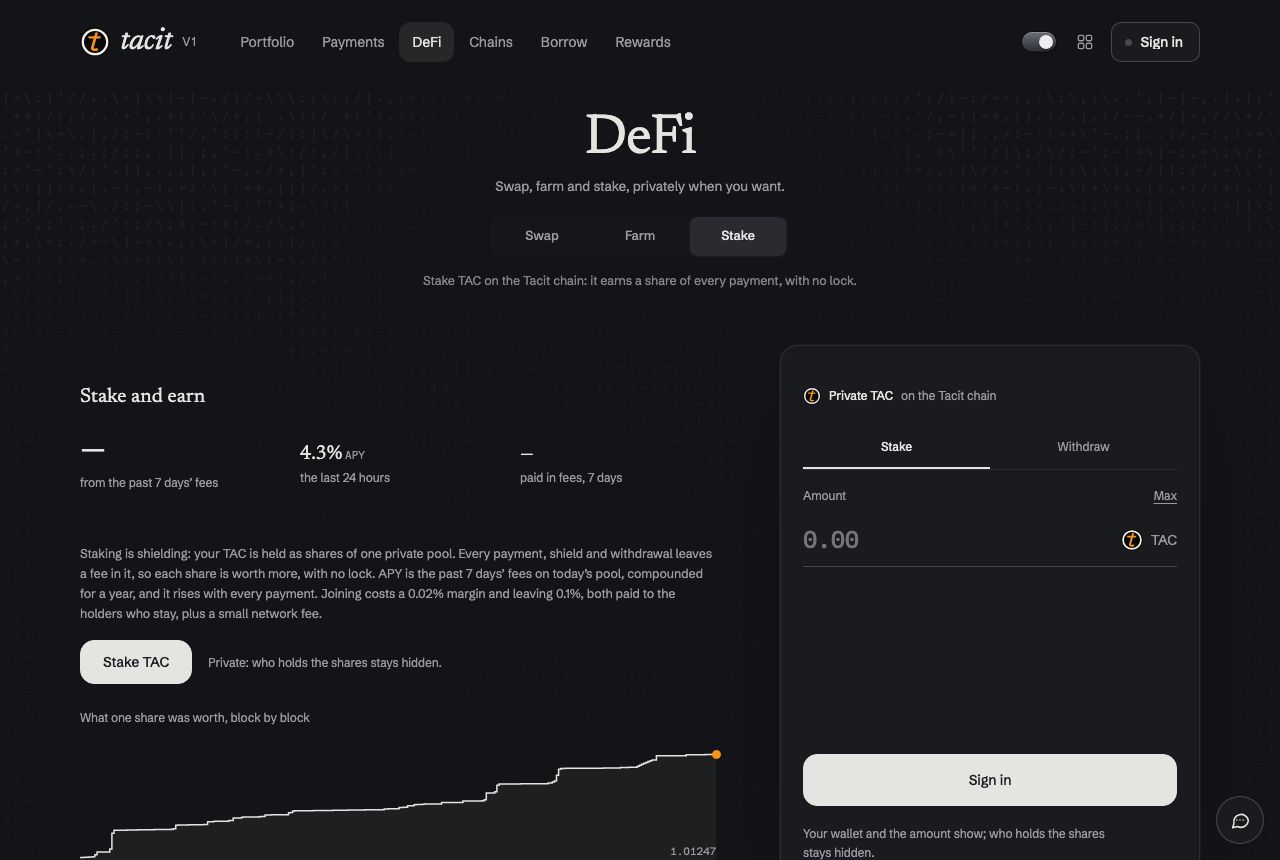 tacit V1
Portfolio
Payments
DeFi
Chains
Borrow
Rewards
Sign in
DeFi
Swap, farm and stake, privately when you want.
Swap
Farm
Stake
Stake TAC on the Tacit chain: it earns a share of every payment, with no lock.
Stake and earn
—
from the past 7 days’ fees
4.3% APY
the last 24 hours
–
paid in fees, 7 days
Staking is shielding: your TAC is held as shares of one private pool. Every payment, shield and withdrawal leaves
a fee in it, so each share is worth more, with no lock. APY is the past 7 days’ fees on today’s pool, compounded
for a year, and it rises with every payment. Joining costs a 0.02% margin and leaving 0.1%, both paid to the
holders who stay, plus a small network fee.
Stake TAC
Private: who holds the shares stays hidden.
What one share was worth, block by block
1.01247
Private TAC on the Tacit chain
Stake
Withdraw
Amount
Max
0.00
TAC
Sign in
Your wallet and the amount show; who holds the shares
stays hidden.